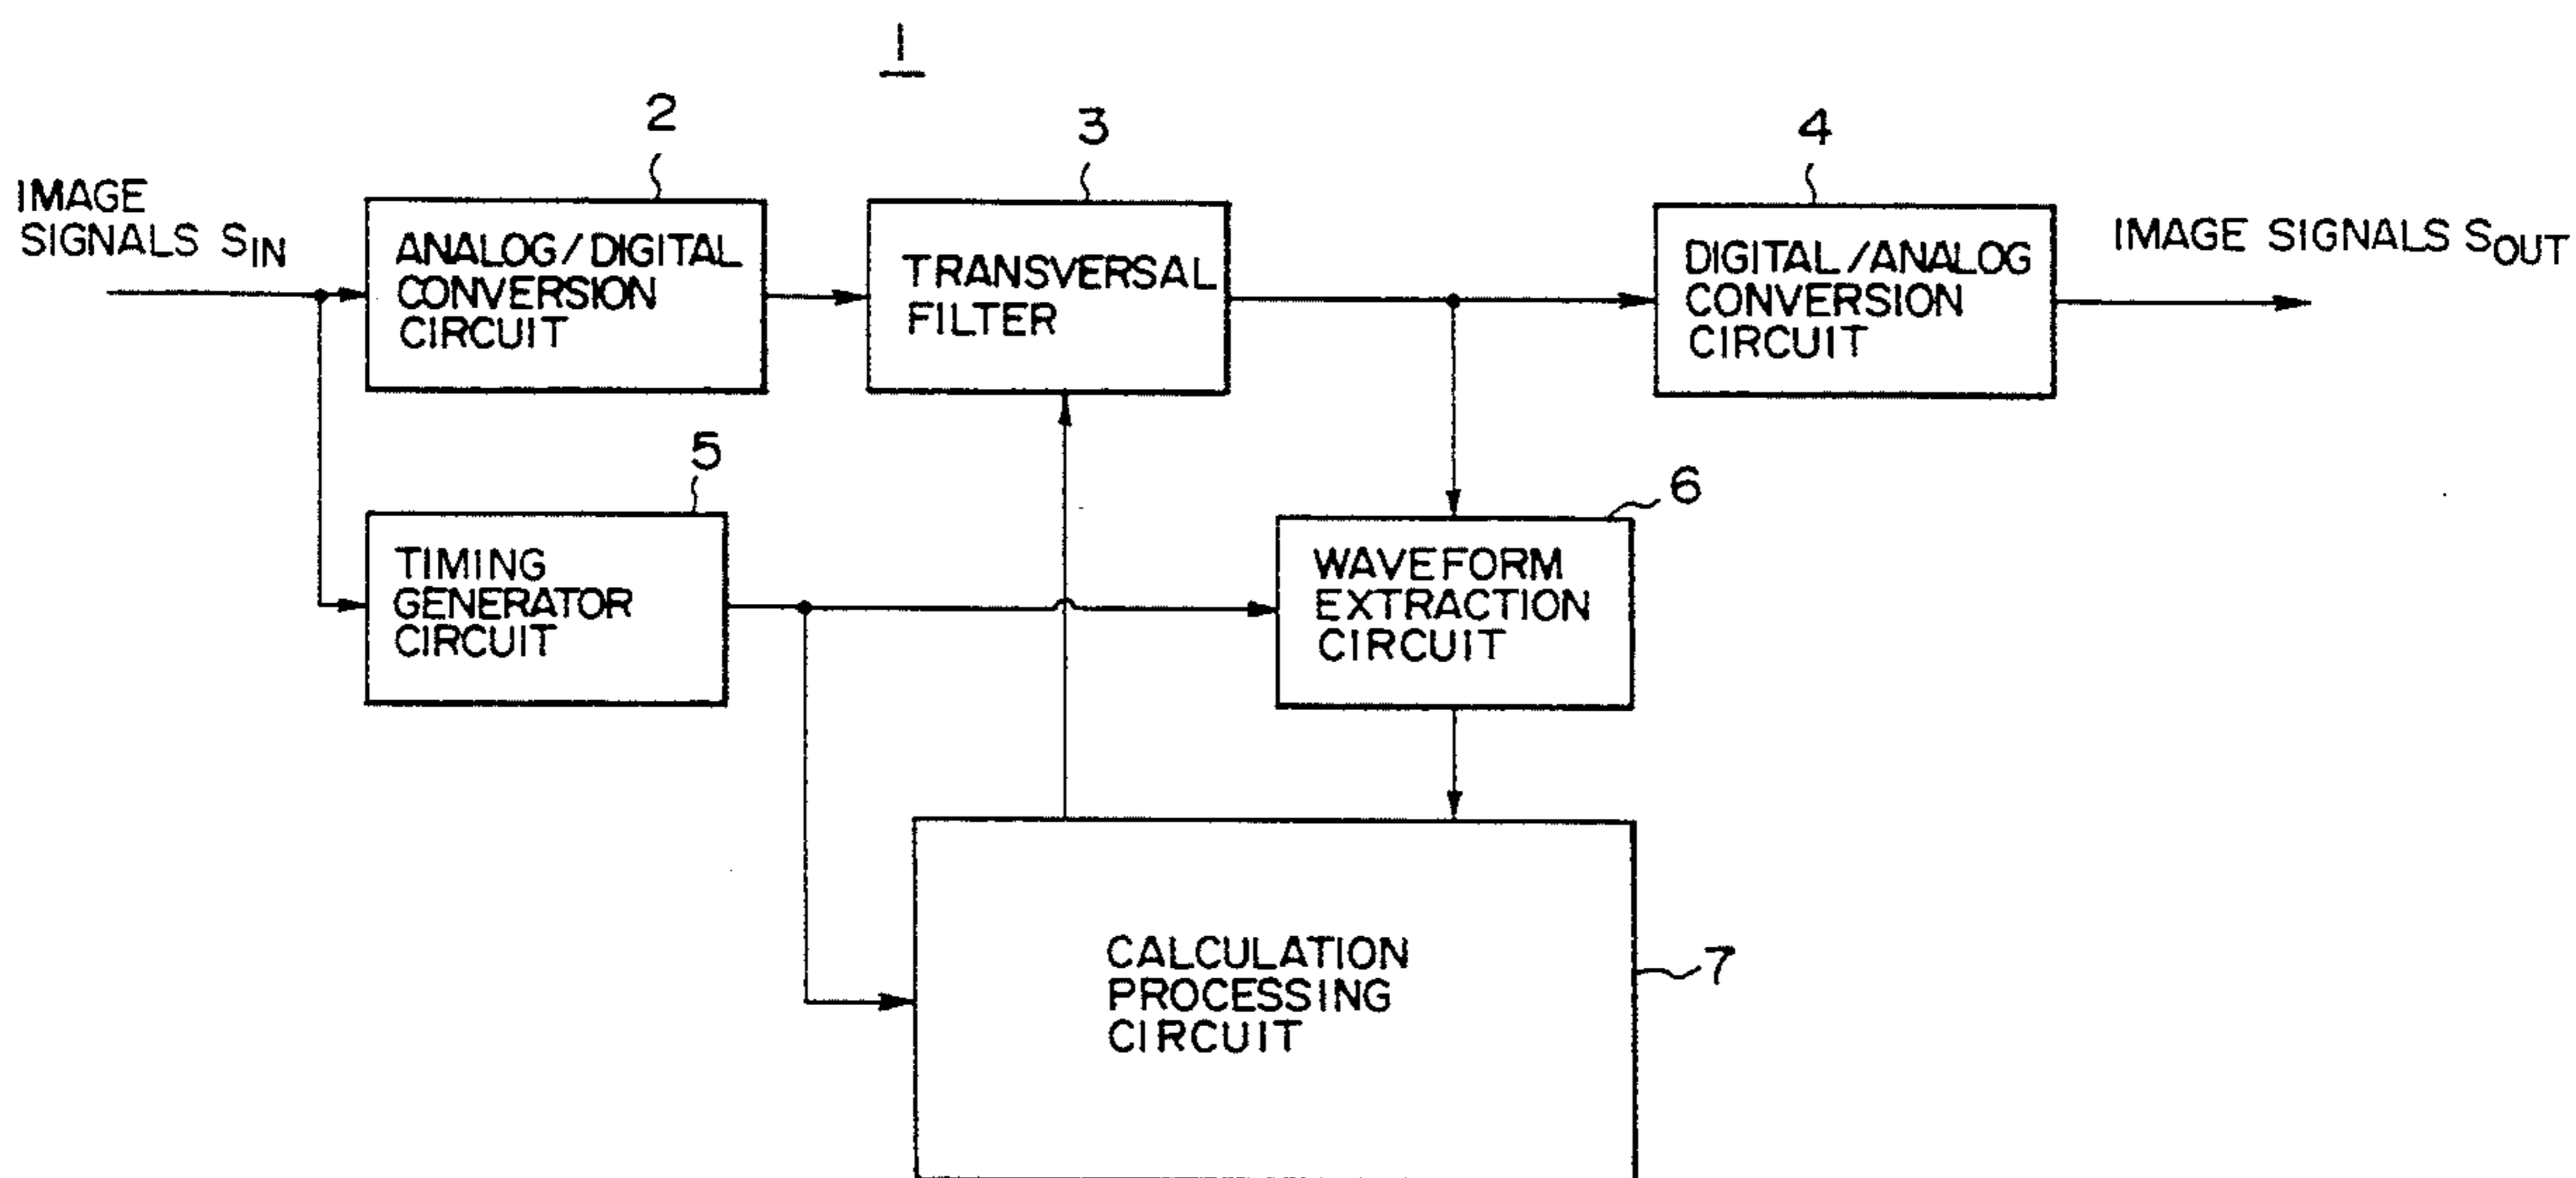 1
2
3
4
IMAGE
SIGNALS SIN
ANALOG/DIGITAL
CONVERSION
CIRCUIT
TRANSVERSAL
FILTER
DIGITAL/ANALOG
CONVERSION
CIRCUIT
IMAGE SIGNALS SOUT
5
6
TIMING
GENERATOR
CIRCUIT
WAVEFORM
EXTRACTION
CIRCUIT
CALCULATION
PROCESSING
CIRCUIT
7